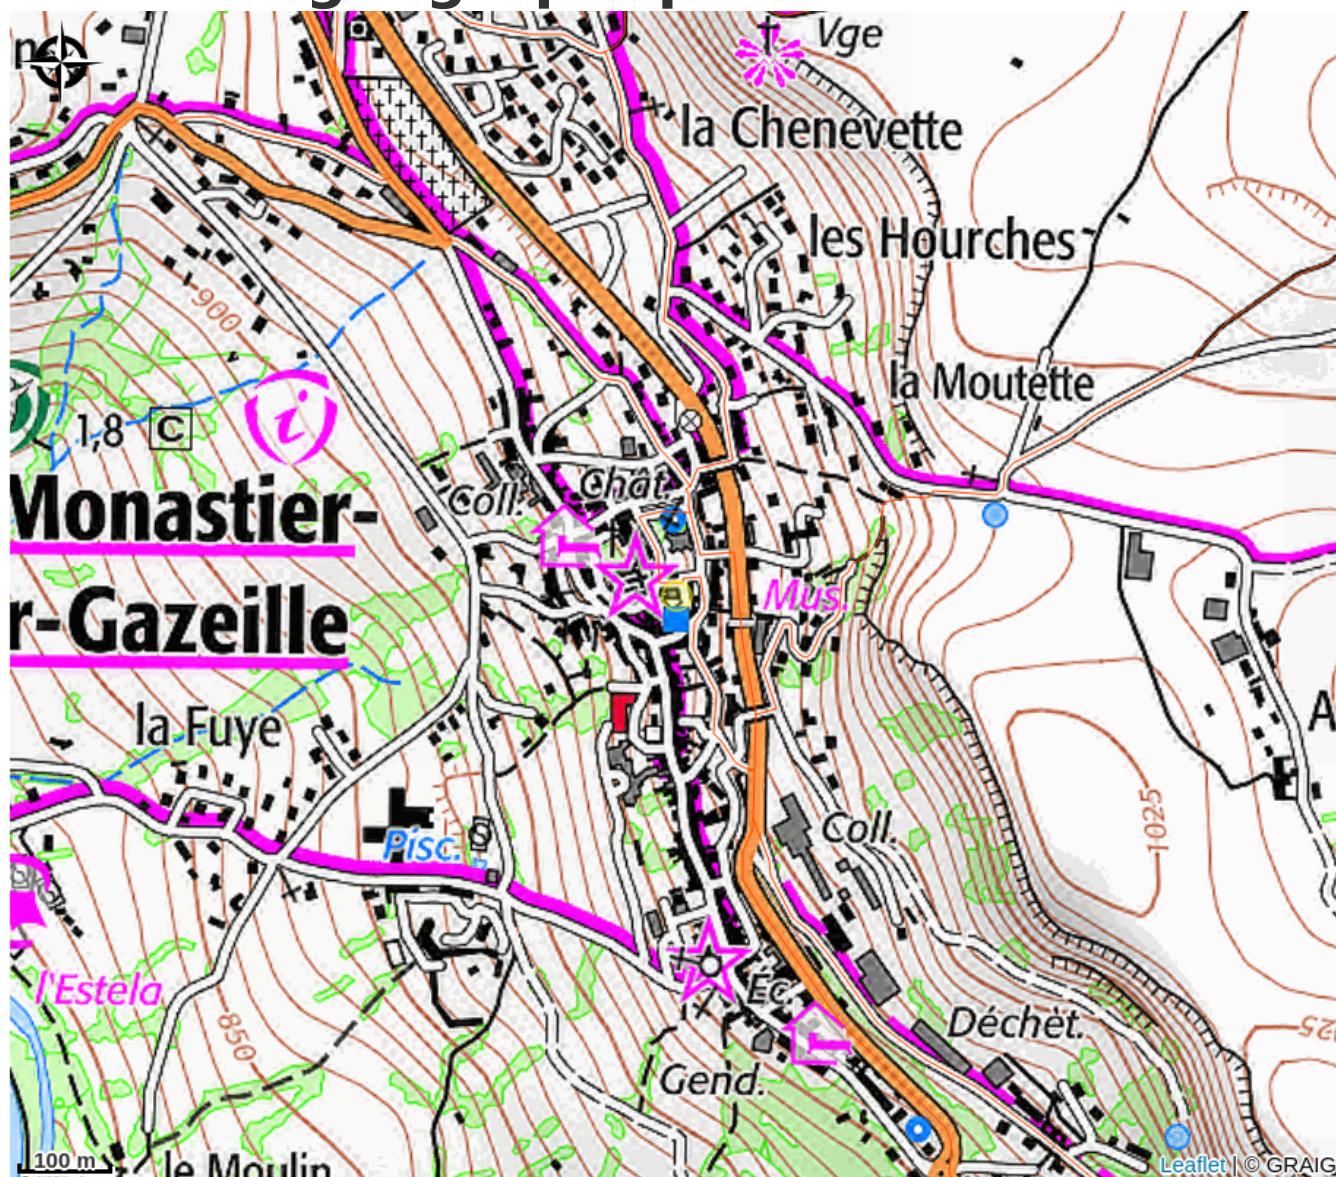 Vge
n
la Chenevette
les Hourches
900
la Moutette
1,8 C
i
Monastier-
Coll.
Chât.
r-Gazeille
Mus.
la Fuye
A
Pisc.
Coll.
1025
l'Estela
Éc.
850
Déchèt.
Gend.
le Moulin
100 m
Leaflet | © GRAIG